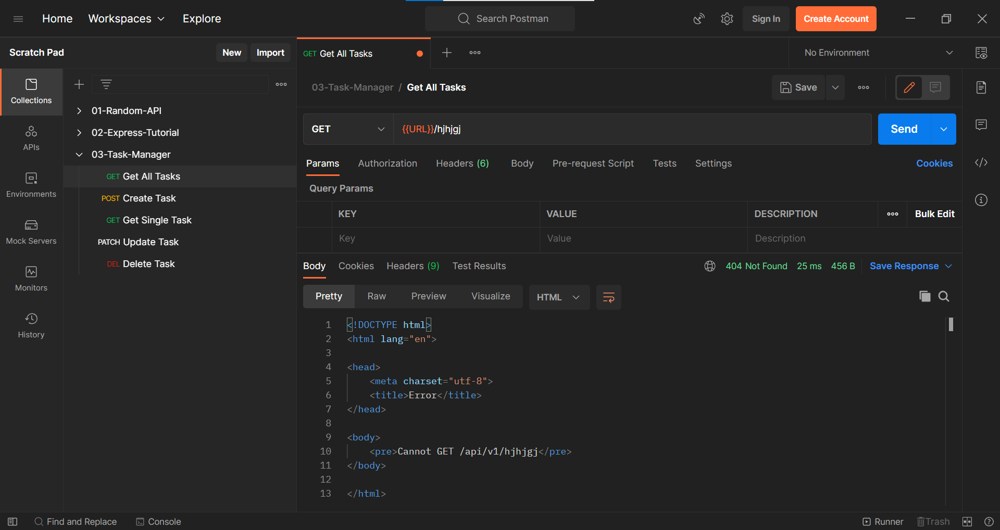 Home Workspaces Explore Search Postman Sign In Create Account
Scratch Pad New Import GET Get All Tasks No Environment
Collections
APIs
Environments
Mock Servers
Monitors
History
01-Random-API
02-Express-Tutorial
03-Task-Manager
GET Get All Tasks
POST Create Task
GET Get Single Task
PATCH Update Task
DEL Delete Task
03-Task-Manager / Get All Tasks Save
GET {{URL}}/hjhjgj Send
Params Authorization Headers (6) Body Pre-request Script Tests Settings Cookies
Query Params
KEY VALUE DESCRIPTION Bulk Edit
Key Value Description
Body Cookies Headers (9) Test Results 404 Not Found 25 ms 456 B Save Response
Pretty Raw Preview Visualize HTML
1 <!DOCTYPE html>
2 <html lang="en">
3
4 <head>
5 <meta charset="utf-8">
6 <title>Error</title>
7 </head>
8
9 <body>
10 <pre>Cannot GET /api/v1/hjhjgj</pre>
11 </body>
12
13 </html>
Find and Replace Console Runner Trash